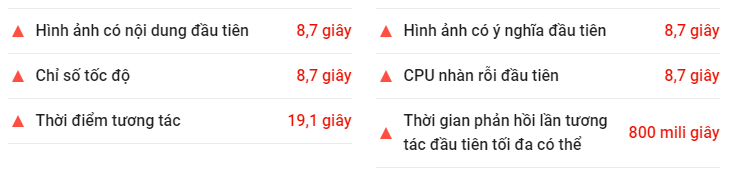 Hình ảnh có nội dung đầu tiên 8,7 giây
Chỉ số tốc độ 8,7 giây
Thời điểm tương tác 19,1 giây
Hình ảnh có ý nghĩa đầu tiên 8,7 giây
CPU nhàn rỗi đầu tiên 8,7 giây
Thời gian phản hồi lần tương
tác đầu tiên tối đa có thể 800 mili giây